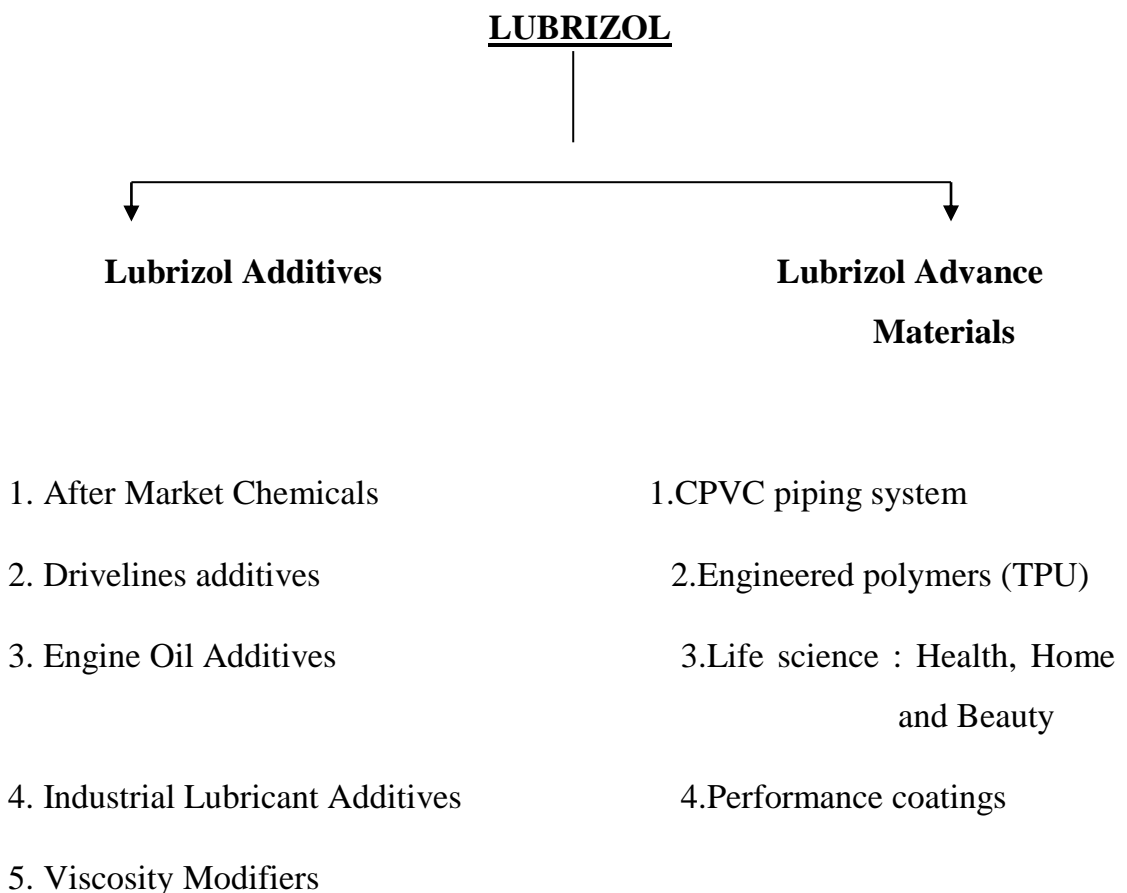 LUBRIZOL
Lubrizol Additives
Lubrizol Advance
Materials
1. After Market Chemicals
2. Drivelines additives
3. Engine Oil Additives
4. Industrial Lubricant Additives
5. Viscosity Modifiers
1.CPVC piping system
2.Engineered polymers (TPU)
3.Life science : Health, Home
and Beauty
4.Performance coatings